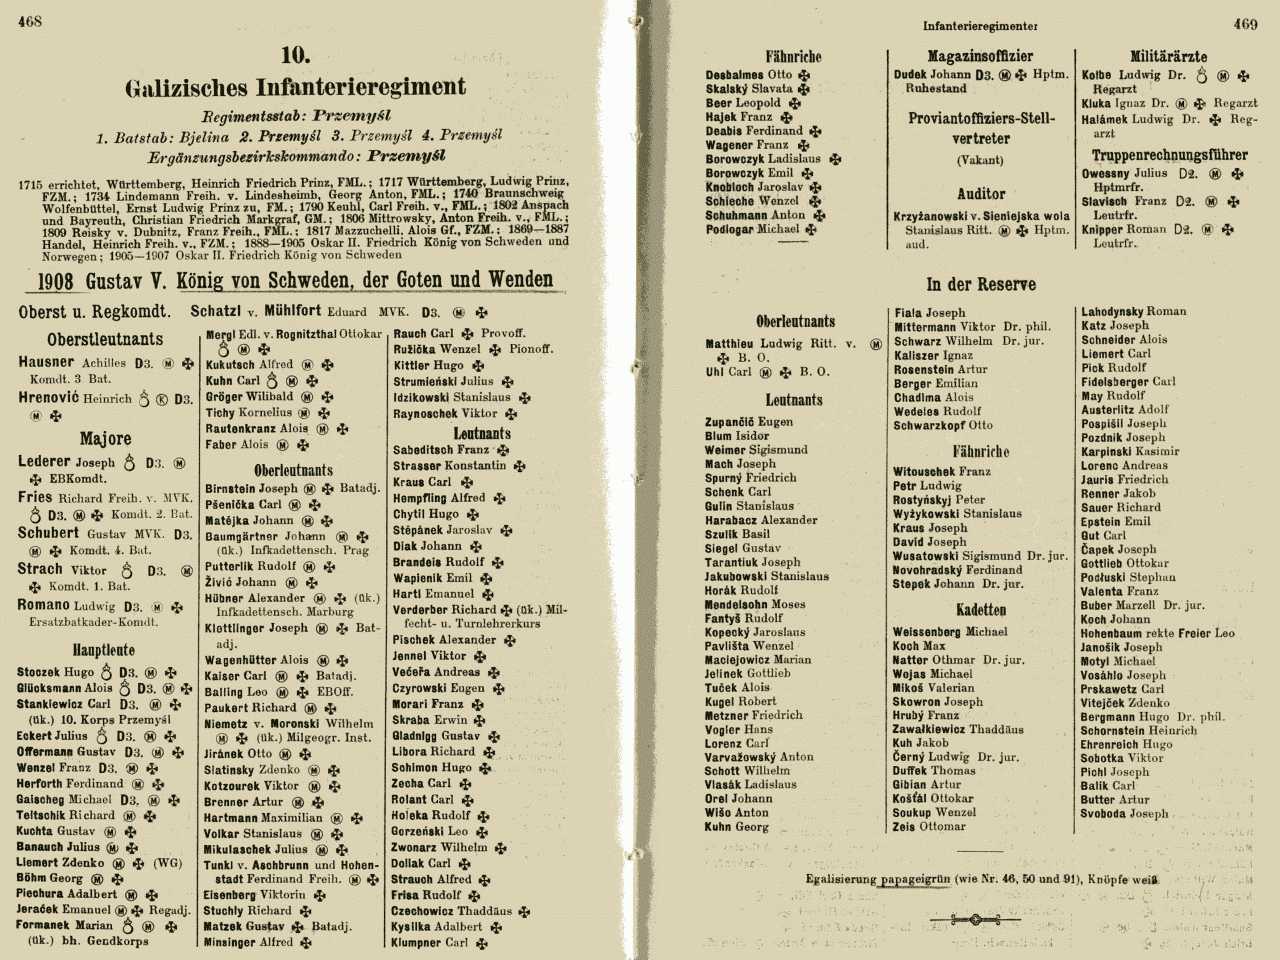 468
10.
Galizisches Infanterieregiment
Regimentsstab: Przemyśl
1. Batstab: Bjelina 2. Przemyśl 3. Przemyśl 4. Przemyśl
Ergänzungsbezirkskommando: Przemyśl
1715 errichtet, Württemberg, Heinrich Friedrich Prinz, FML.; 1717 Württemberg, Ludwig Prinz,
FZM.; 1734 Lindemann Freih. v. Lindesheimb, Georg Anton, FML.; 1740 Braunschweig
Wolfenbüttel, Ernst Ludwig Prinz zu, FM.; 1790 Keuhl, Carl Freih. v., FML.; 1802 Anspach
und Bayreuth, Christian Friedrich Markgraf, GM.; 1806 Mittrowsky, Anton Freih. v., FML.;
1809 Reisky v. Dubnitz, Franz Freih., FML.; 1817 Mazzuchelli, Alois Gf., FZM.; 1869—1887
Handel, Heinrich Freih. v., FZM.; 1888—1905 Oskar II. Friedrich König von Schweden und
Norwegen; 1905—1907 Oskar II. Friedrich König von Schweden
1908 Gustav V. König von Schweden, der Goten und Wenden
Oberst u. Regkomdt. Schatzl v. Mühlfort Eduard MVK. D3. Ⓜ ✠
Oberstleutnants
Hausner Achilles D3. Ⓜ ✠
Komdt. 3 Bat.
Hrenović Heinrich Ⓚ D3.
Ⓜ ✠
Majore
Lederer Joseph D3. Ⓜ
✠ EBKomdt.
Fries Richard Freih. v. MVK.
D3. Ⓜ ✠ Komdt. 2. Bat.
Schubert Gustav MVK. D3.
Ⓜ ✠ Komdt. 4. Bat.
Strach Viktor D3. Ⓜ
✠ Komdt. 1. Bat.
Romano Ludwig D3. Ⓜ ✠
Ersatzbatkader-Komdt.
Hauptleute
Stoczek Hugo D3. Ⓜ ✠
Glücksmann Alois D3. Ⓜ ✠
Stankiewicz Carl D3. Ⓜ ✠
(ük.) 10. Korps Przemyśl
Eckert Julius D3. Ⓜ ✠
Offermann Gustav D3. Ⓜ ✠
Wenzel Franz D3. Ⓜ ✠
Herforth Ferdinand Ⓜ ✠
Gaischeg Michael D3. Ⓜ ✠
Teltschik Richard Ⓜ ✠
Kuchta Gustav Ⓜ ✠
Banauch Julius Ⓜ ✠
Liemert Zdenko Ⓜ ✠ (WG)
Böhm Georg Ⓜ ✠
Piechura Adalbert Ⓜ ✠
Jeraček Emanuel Ⓜ ✠ Regadj.
Formanek Marian Ⓜ ✠
(ük.) bh. Gendkorps
Mergl Edl. v. Rognitzthal Ottokar
Ⓜ ✠
Kukutsch Alfred Ⓜ ✠
Kuhn Carl Ⓜ ✠
Gröger Wilibald Ⓜ ✠
Tichy Kornelius Ⓜ ✠
Rautenkranz Alois Ⓜ ✠
Faber Alois Ⓜ ✠
Oberleutnants
Birnstein Joseph Ⓜ ✠ Batadj.
Pšenička Carl Ⓜ ✠
Matějka Johann Ⓜ ✠
Baumgärtner Johann Ⓜ ✠
(ük.) Infkadettensch. Prag
Putterlik Rudolf Ⓜ ✠
Živić Johann Ⓜ ✠
Hübner Alexander Ⓜ ✠ (ük.)
Infkadettensch. Marburg
Klettlinger Joseph Ⓜ ✠ Bat-
adj.
Wagenhütter Alois Ⓜ ✠
Kaiser Carl Ⓜ ✠ Batadj.
Balling Leo Ⓜ ✠ EBOff.
Paukert Richard Ⓜ ✠
Niemetz v. Moronski Wilhelm
Ⓜ ✠ (ük.) Milgeogr. Inst.
Jiránek Otto Ⓜ ✠
Slatinsky Zdenko Ⓜ ✠
Kotzourek Viktor Ⓜ ✠
Brenner Artur Ⓜ ✠
Hartmann Maximilian Ⓜ ✠
Volkar Stanislaus Ⓜ ✠
Mikulaschek Julius Ⓜ ✠
Tunkl v. Aschbrunn und Hohen-
stadt Ferdinand Freih. Ⓜ ✠
Eisenberg Viktorin ✠
Stuchly Richard ✠
Matzek Gustav ✠ Batadj.
Minsinger Alfred ✠
Rauch Carl ✠ Provoff.
Ružička Wenzel ✠ Pionoff.
Kittler Hugo ✠
Strumieński Julius ✠
Idzikowski Stanislaus ✠
Raynoschek Viktor ✠
Leutnants
Sabeditsch Franz ✠
Strasser Konstantin ✠
Kraus Carl ✠
Hempfling Alfred ✠
Chytil Hugo ✠
Stěpánek Jaroslav ✠
Diak Johann ✠
Brandeis Rudolf ✠
Wapienik Emil ✠
Hartl Emanuel ✠
Verderber Richard ✠ (ük.) Mil-
fecht- u. Turnlehrerkurs
Pischek Alexander ✠
Jennel Viktor ✠
Večeřa Andreas ✠
Czyrowski Eugen ✠
Morari Franz ✠
Skraba Erwin ✠
Gladnigg Gustav ✠
Libora Richard ✠
Schimon Hugo ✠
Zecha Carl ✠
Rolant Carl ✠
Holeka Rudolf ✠
Gorzeński Leo ✠
Zwonarz Wilhelm ✠
Dollak Carl ✠
Strauch Alfred ✠
Frisa Rudolf ✠
Czechowicz Thaddäus ✠
Kysilka Adalbert ✠
Klumpner Carl ✠
Infanterieregimenter
469
Fähnriche
Desbalmes Otto ✠
Skalský Slavata ✠
Beer Leopold ✠
Hajek Franz ✠
Deabis Ferdinand ✠
Wagener Franz ✠
Borowczyk Ladislaus ✠
Borowczyk Emil ✠
Knobloch Jaroslav ✠
Schieche Wenzel ✠
Schuhmann Anton ✠
Podlogar Michael ✠
Magazinsoffizier
Dudek Johann D3. Ⓜ ✠ Hptm.
Ruhestand
Proviantoffiziers-Stell-
vertreter
(Vakant)
Auditor
Krzyżanowski v. Sieniejska wola
Stanislaus Ritt. Ⓜ ✠ Hptm.
aud.
Militärärzte
Kolbe Ludwig Dr. Ⓜ ✠
Regarzt
Kluka Ignaz Dr. Ⓜ ✠ Regarzt
Halámek Ludwig Dr. ✠ Reg-
arzt
Truppenrechnungsführer
Owessny Julius D2. Ⓜ ✠
Hptmrfr.
Slavisch Franz D2. Ⓜ ✠
Leutrfr.
Knipper Roman D2. Ⓜ ✠
Leutrfr.
In der Reserve
Oberleutnants
Matthieu Ludwig Ritt. v. Ⓜ
✠ B. O.
Uhl Carl Ⓜ ✠ B. O.
Leutnants
Zupančič Eugen
Blum Isidor
Weimer Sigismund
Mach Joseph
Spurný Friedrich
Schenk Carl
Gulin Stanislaus
Harabacz Alexander
Szulik Basil
Siegel Gustav
Tarantiuk Joseph
Jakubowski Stanislaus
Horák Rudolf
Mendelsohn Moses
Fantyš Rudolf
Kopecký Jaroslaus
Pavlišta Wenzel
Maciejowicz Marian
Jelinek Gottlieb
Tuček Alois
Kugel Robert
Metzner Friedrich
Vogler Hans
Lorenz Carl
Varvažowský Anton
Schott Wilhelm
Vlasák Ladislaus
Orel Johann
Wišo Anton
Kuhn Georg
Fiala Joseph
Mittermann Viktor Dr. phil.
Schwarz Wilhelm Dr. jur.
Kaliszer Ignaz
Rosenstein Artur
Berger Emilian
Chadima Alois
Wedeles Rudolf
Schwarzkopf Otto
Fähnriche
Witouschek Franz
Petr Ludwig
Rostyńskyj Peter
Wyżykowski Stanislaus
Kraus Joseph
David Joseph
Wusatowski Sigismund Dr. jur.
Novohradský Ferdinand
Stepek Johann Dr. jur.
Kadetten
Weissenberg Michael
Koch Max
Natter Othmar Dr. jur.
Wojas Michael
Mikoš Valerian
Skowron Joseph
Hrubý Franz
Zawałkiewicz Thaddäus
Kuh Jakob
Černý Ludwig Dr. jur.
Duffek Thomas
Gibian Artur
Košťál Ottokar
Soukup Wenzel
Zeis Ottomar
Lahodynsky Roman
Katz Joseph
Schneider Alois
Liemert Carl
Pick Rudolf
Fidelsberger Carl
May Rudolf
Austerlitz Adolf
Pospišil Joseph
Pozdnik Joseph
Karpinski Kasimir
Lorenc Andreas
Jauris Friedrich
Renner Jakob
Sauer Richard
Epstein Emil
Gut Carl
Čapek Joseph
Gottlieb Ottokar
Podłuski Stephan
Valenta Franz
Buber Marzell Dr. jur.
Koch Johann
Hohenbaum rekte Freier Leo
Janošik Joseph
Motyl Michael
Vosáhlo Joseph
Prskawetz Carl
Vitejček Zdenko
Bergmann Hugo Dr. phil.
Schornstein Heinrich
Ehrenreich Hugo
Sobotka Viktor
Pichl Joseph
Balik Carl
Butter Artur
Svoboda Joseph
Egalisierung papageigrün (wie Nr. 46, 50 und 91), Knöpfe weiß